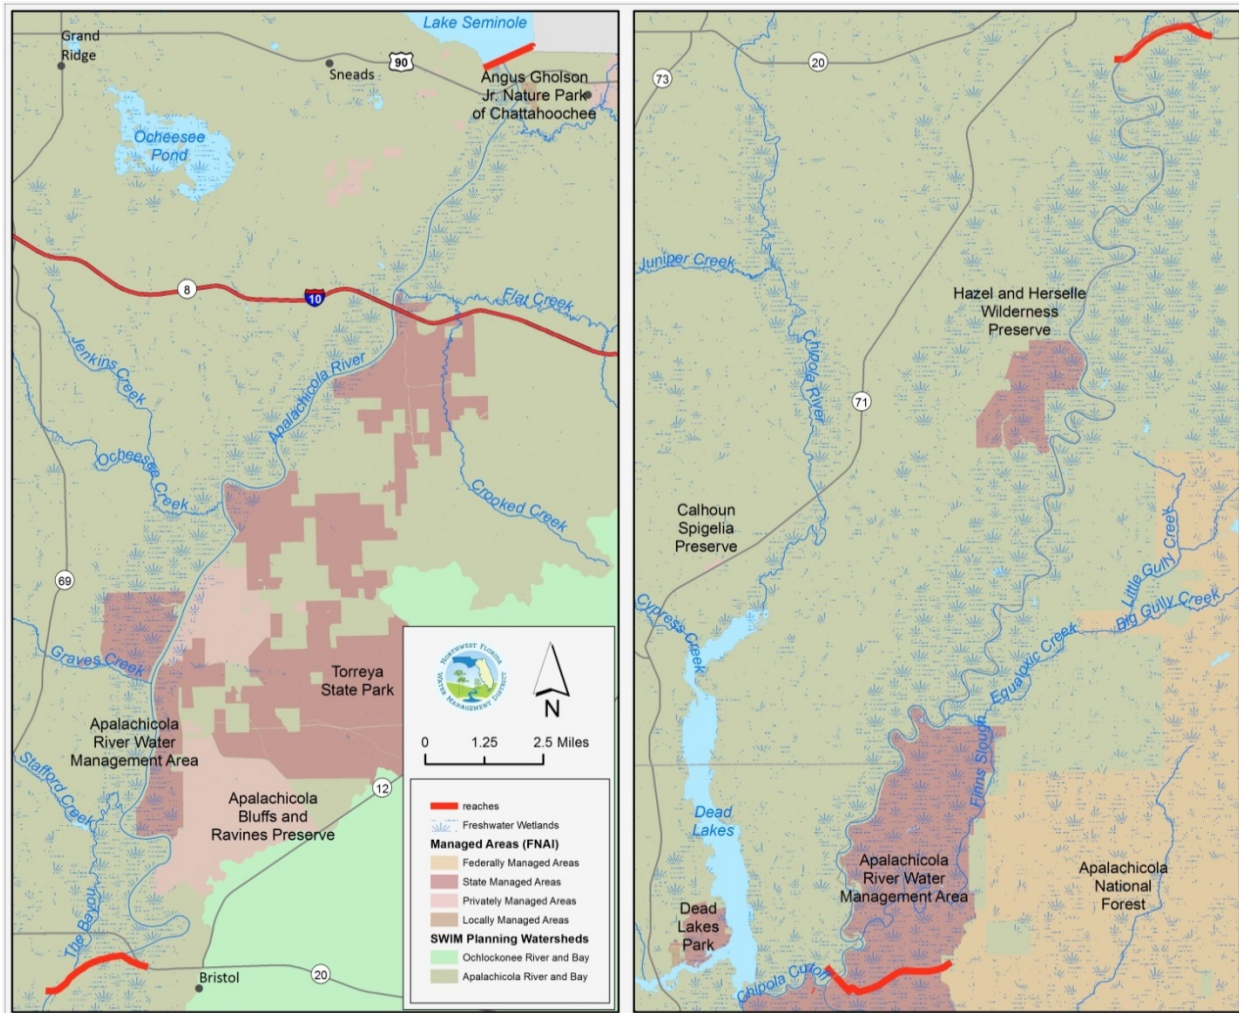 Lake Seminole
Grand
Ridge
Sneads
90
Angus Gholson
Jr. Nature Park
of Chattahoochee
Ocheesee
Pond
8
10
Flat Creek
Jenkins Creek
Apalachicola River
Ocheesee Creek
Crooked Creek
69
Graves Creek
Torreya
State Park
Apalachicola
River Water
Management Area
Stafford Creek
Apalachicola
Bluffs and
Ravines Preserve
12
The Bayou
Bristol
20
NORTHWEST FLORIDA
WATER MANAGEMENT DISTRICT
N
0 1.25 2.5 Miles
reaches
Freshwater Wetlands
Managed Areas (FNAI)
Federally Managed Areas
State Managed Areas
Privately Managed Areas
Locally Managed Areas
SWIM Planning Watersheds
Ochlockonee River and Bay
Apalachicola River and Bay
20
73
Juniper Creek
Hazel and Herselle
Wilderness
Preserve
Chipola River
71
Calhoun
Spigelia
Preserve
Little Gully Creek
Big Gully Creek
Cypress Creek
Equaloxic Creek
Finns Slough
Dead
Lakes
Apalachicola
River Water
Management Area
Apalachicola
National
Forest
Dead
Lakes
Park
Chipola Cutoff